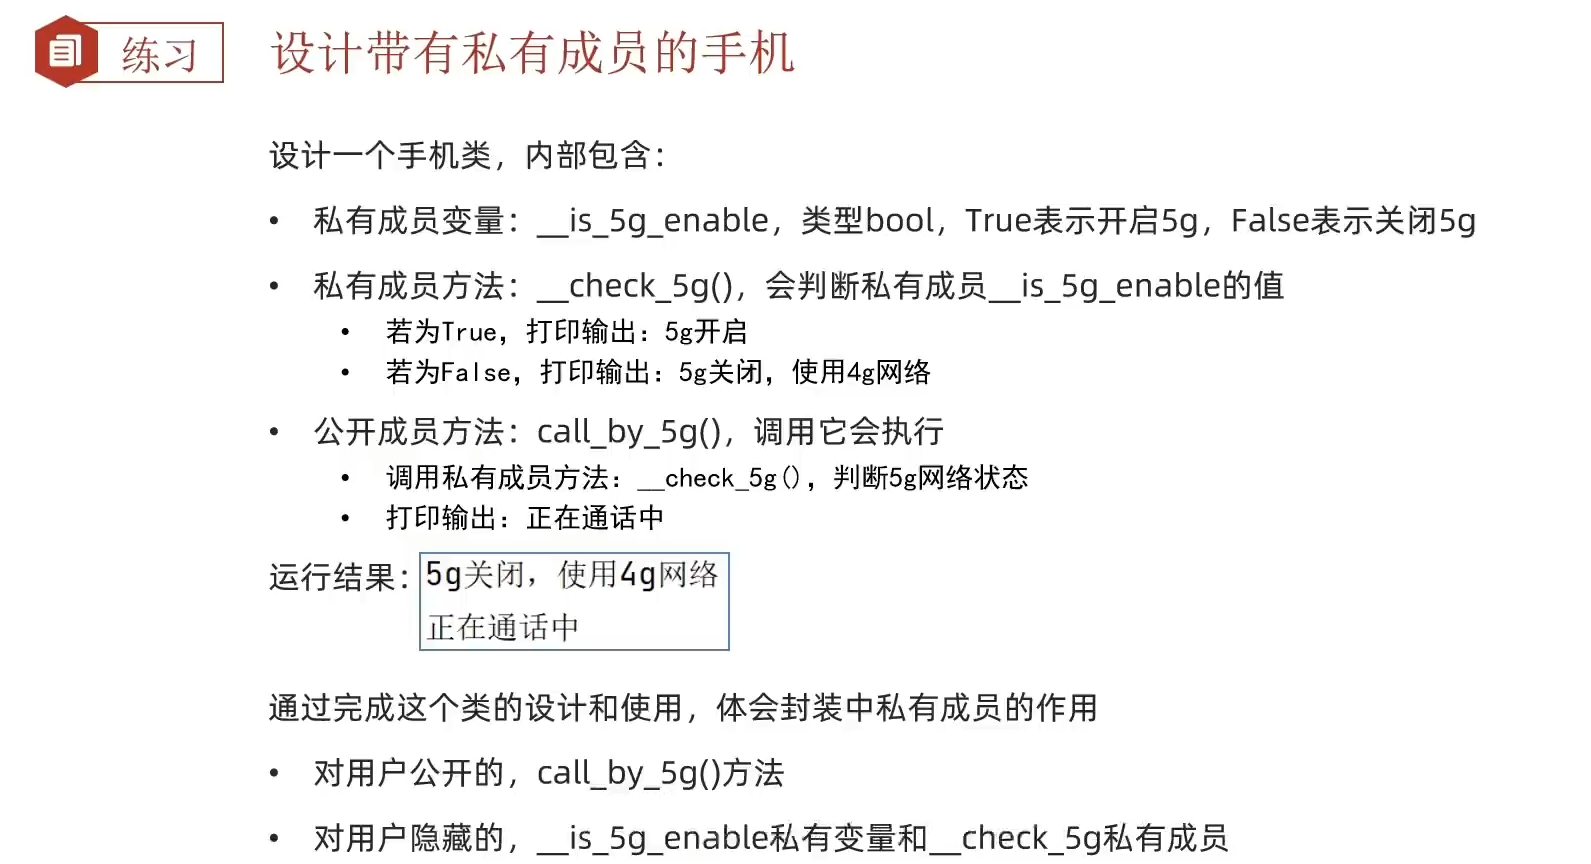 练习
设计带有私有成员的手机
设计一个手机类，内部包含：
• 私有成员变量：__is_5g_enable，类型bool，True表示开启5g，False表示关闭5g
• 私有成员方法：__check_5g()，会判断私有成员__is_5g_enable的值
• 若为True，打印输出：5g开启
• 若为False，打印输出：5g关闭，使用4g网络
• 公开成员方法：call_by_5g()，调用它会执行
• 调用私有成员方法：__check_5g()，判断5g网络状态
• 打印输出：正在通话中
运行结果：
5g关闭，使用4g网络
正在通话中
通过完成这个类的设计和使用，体会封装中私有成员的作用
• 对用户公开的，call_by_5g()方法
• 对用户隐藏的，__is_5g_enable私有变量和__check_5g私有成员